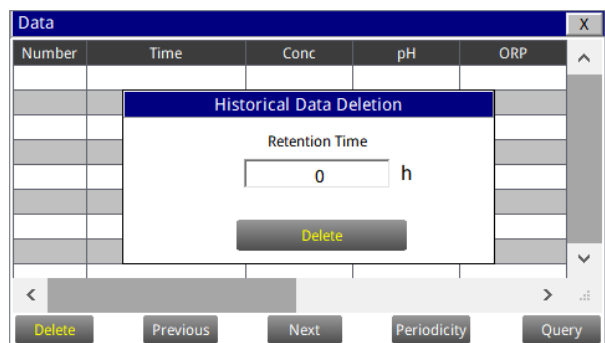 Data X
Number Time Conc pH ORP
Historical Data Deletion
Retention Time
0 h
Delete
Delete Previous Next Periodicity Query